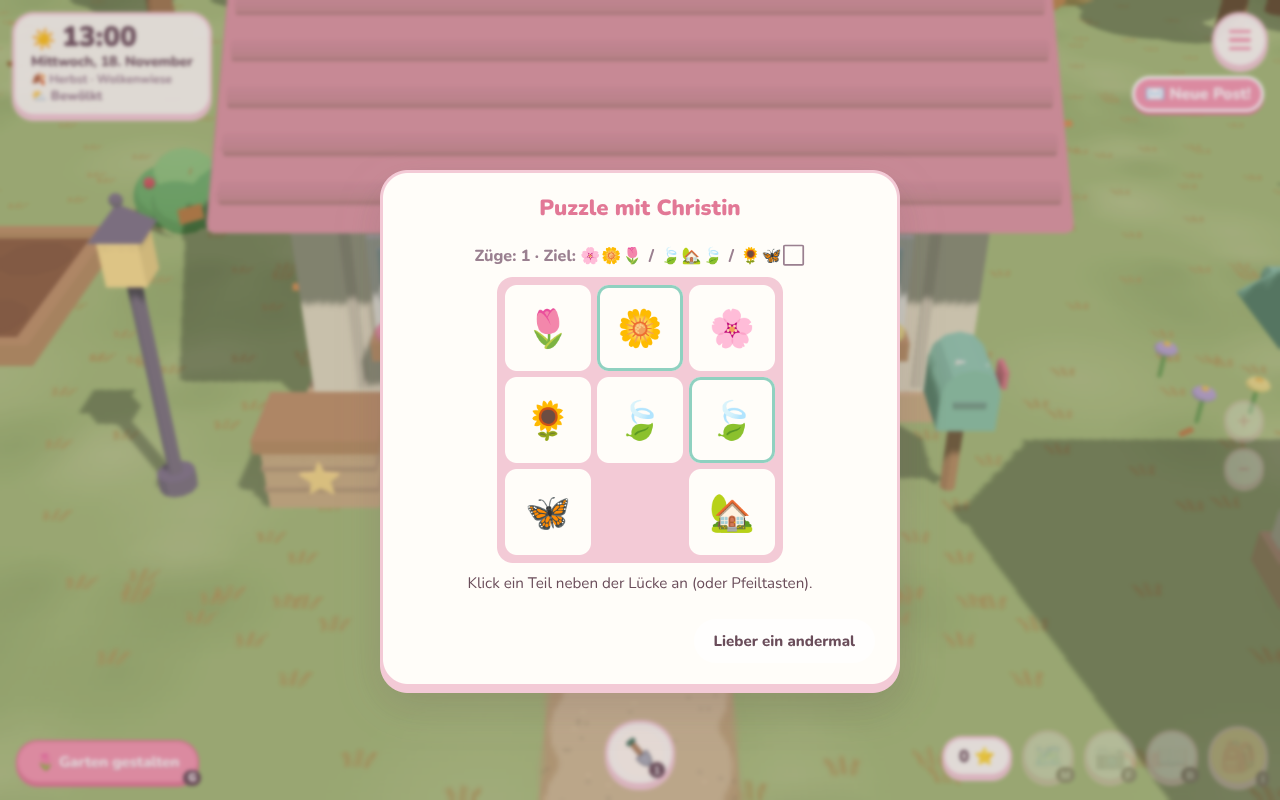 13:00
Mittwoch, 18. November
Herbst · Wolkenwiese
Bewölkt
Neue Post!
Puzzle mit Christin
Züge: 1 · Ziel: 🌸🌼🌷 / 🍃🏡🍃 / 🌻🦋⬜
Klick ein Teil neben der Lücke an (oder Pfeiltasten).
Lieber ein andermal
Garten gestalten
0